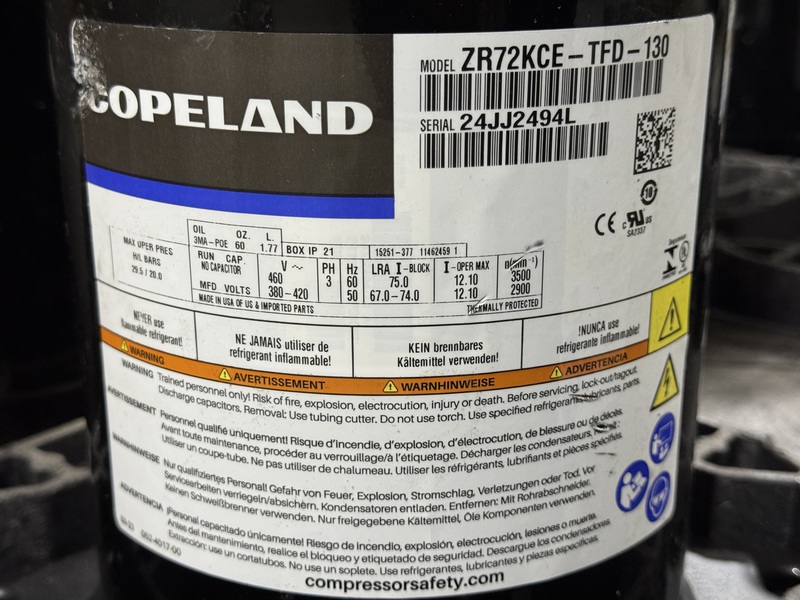 COPELAND
MODEL ZR72KCE-TFD-130
SERIAL 24JJ2494L
10
CE RU us
SA2337
MAX OPER PRES
H/L BARS
29.5 / 20.0
OIL OZ. L.
3MA-POE 60 1.77
BOX IP 21
15251-377 11462459 1
RUN CAP.
NO CAPACITOR
V ~ PH Hz LRA I-BLOCK I-OPER MAX n(min⁻¹)
460 3 60 75.0 12.10 3500
MFD. VOLTS 380-420 50 67.0-74.0 12.10 2900
MADE IN USA OF US & IMPORTED PARTS
THERMALLY PROTECTED
NEVER use
flammable refrigerant!
NE JAMAIS utiliser de
refrigerant inflammable!
KEIN brennbares
Kältemittel verwenden!
!NUNCA use
refrigerante inflamable!
WARNING
AVERTISSEMENT
WARNHINWEISE
ADVERTENCIA
WARNING Trained personnel only! Risk of fire, explosion, electrocution, injury or death. Before servicing, lock-out/tagout.
Discharge capacitors. Removal: Use tubing cutter. Do not use torch. Use specified refrigerants, lubricants, parts.
AVERTISSEMENT Personnel qualifié uniquement! Risque d'incendie, d'explosion, d'électrocution, de blessure ou de décès.
Avant toute maintenance, procéder au verrouillage/à l'étiquetage. Décharger les condensateurs.
Utiliser un coupe-tube. Ne pas utiliser de chalumeau. Utiliser les réfrigérants, lubrifiants et pièces spécifiés.
WARNHINWEISE Nur qualifiziertes Personal! Gefahr von Feuer, Explosion, Stromschlag, Verletzungen oder Tod. Vor
Servicearbeiten verriegeln/absichern. Kondensatoren entladen. Entfernen: Mit Rohrabschneider.
Keinen Schweißbrenner verwenden. Nur freigegebene Kältemittel, Öle Komponenten verwenden.
ADVERTENCIA ¡Personal capacitado únicamente! Riesgo de incendio, explosión, electrocución, lesiones o muerte.
Antes del mantenimiento, realice el bloqueo y etiquetado de seguridad. Descargue los condensadores.
Extracción: use un cortatubos. No use un soplete. Use refrigerantes, lubricantes y piezas específicas.
052-4017-00
compressorsafety.com